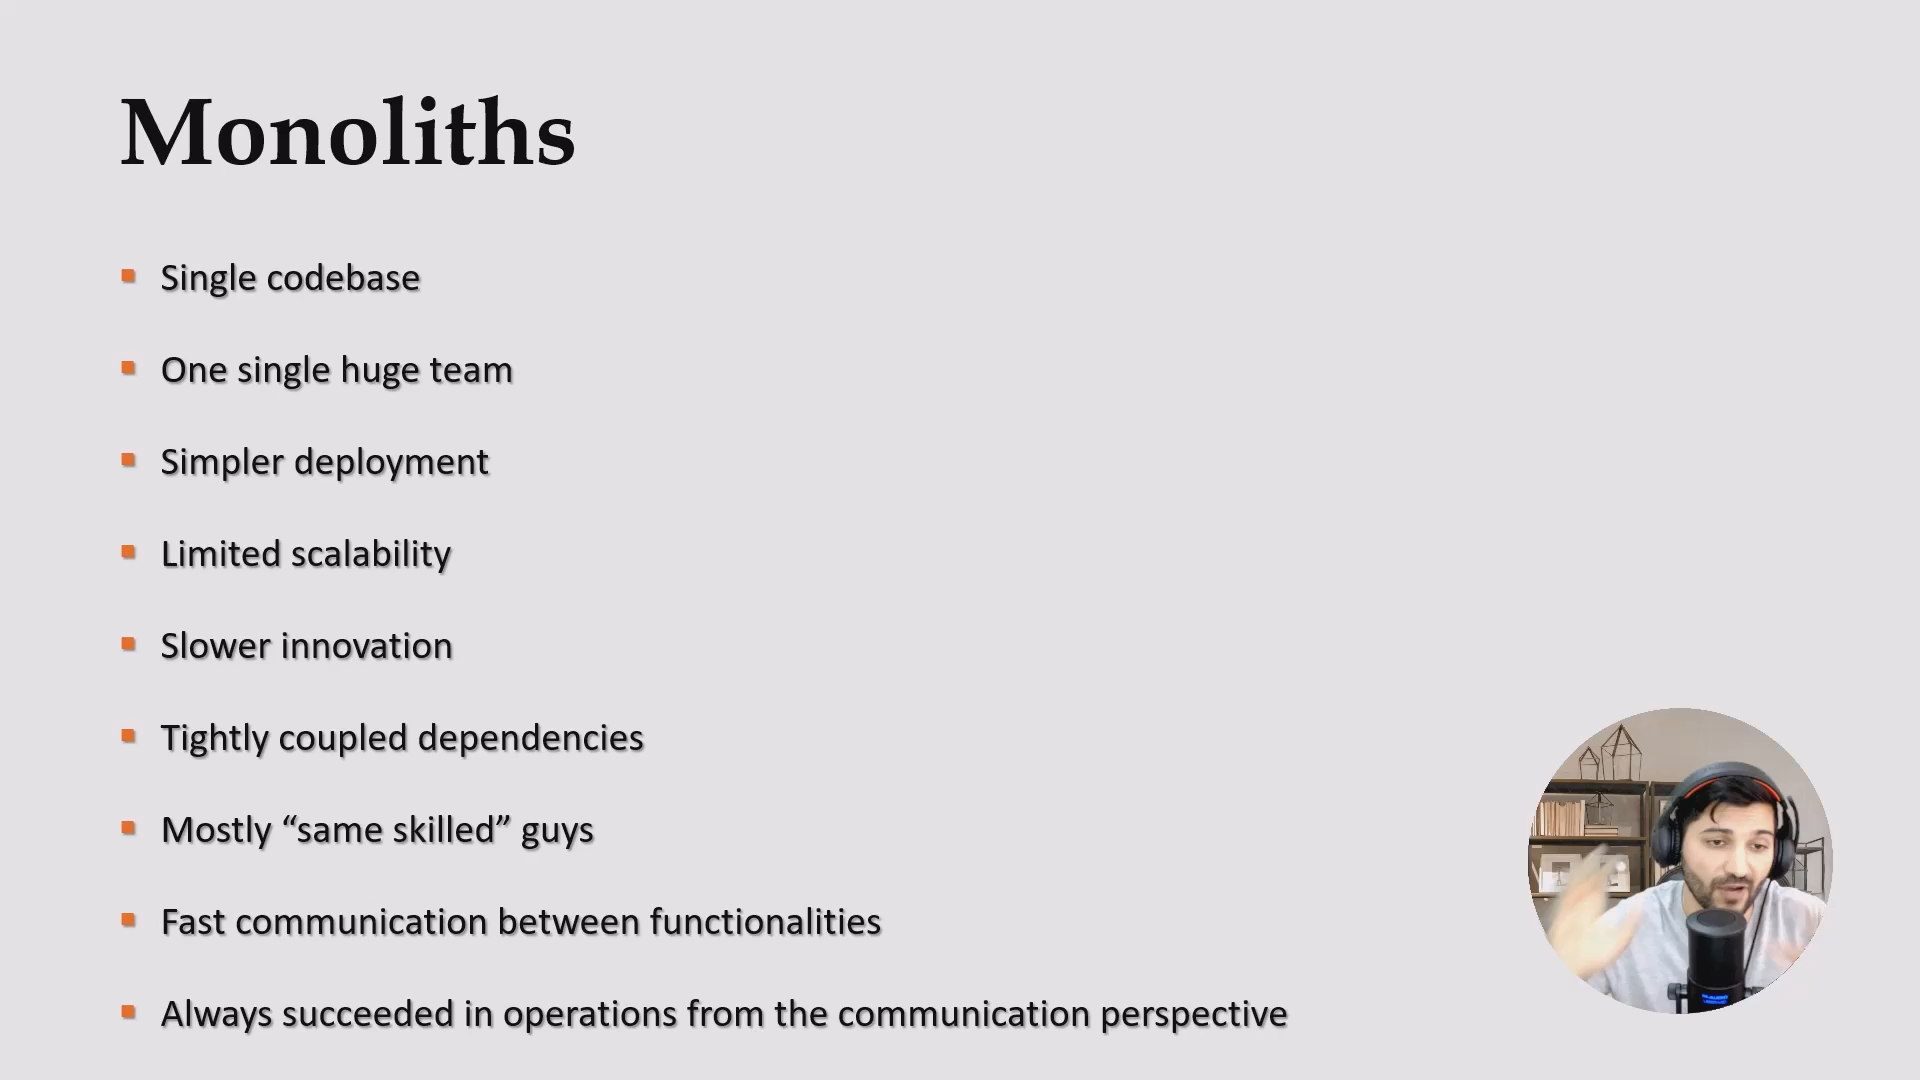 Monoliths
Single codebase
One single huge team
Simpler deployment
Limited scalability
Slower innovation
Tightly coupled dependencies
Mostly “same skilled” guys
Fast communication between functionalities
Always succeeded in operations from the communication perspective